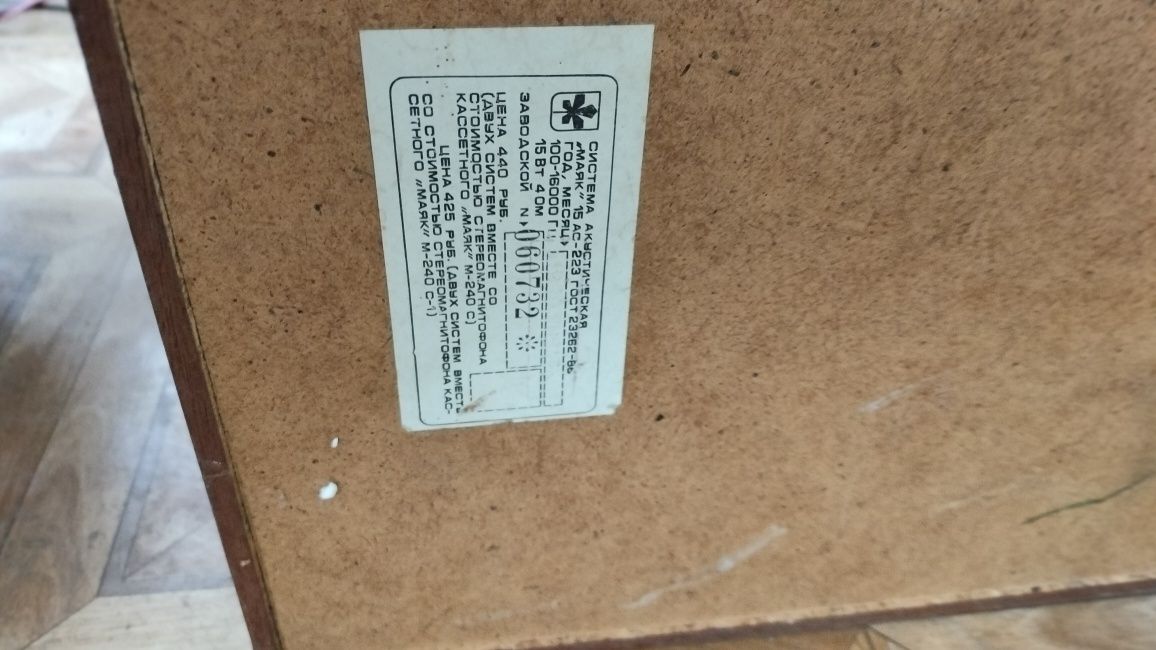 СИСТЕМА АКУСТИЧЕСКАЯ
„МАЯК" 15 АС-223 ГОСТ 23262-86
ГОД, МЕСЯЦ
100-16000 ГЦ
15 ВТ 4 ОМ
ЗАВОДСКОЙ N 060732
ЦЕНА 440 РУБ.
(ДВУХ СИСТЕМ ВМЕСТЕ СО
СТОИМОСТЬЮ СТЕРЕОМАГНИТОФОНА
КАССЕТНОГО „МАЯК" М-240 С)
ЦЕНА 425 РУБ. (ДВУХ СИСТЕМ ВМЕСТЕ
СО СТОИМОСТЬЮ СТЕРЕОМАГНИТОФОНА КАС-
СЕТНОГО „МАЯК" М-240 С-1)